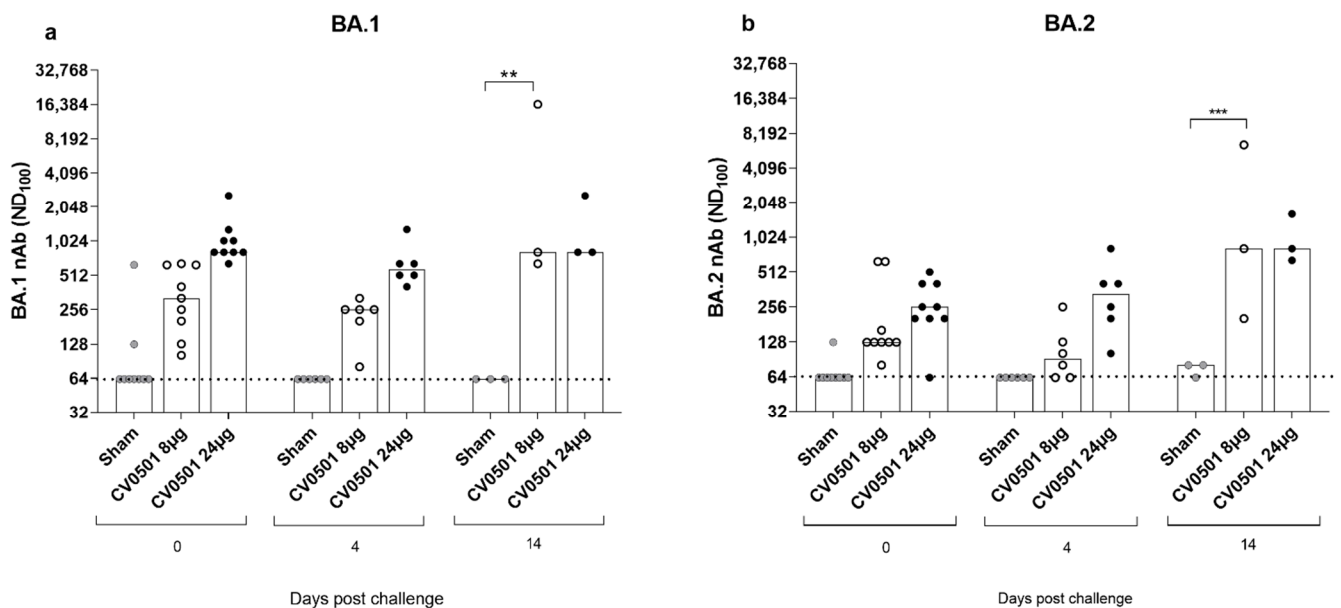 a
BA.1
BA.1 nAb (ND100)
32,768
16,384
8,192
4,096
2,048
1,024
512
256
128
64
32
**
Sham
CV0501 8µg
CV0501 24µg
Sham
CV0501 8µg
CV0501 24µg
Sham
CV0501 8µg
CV0501 24µg
0
4
14
Days post challenge
b
BA.2
BA.2 nAb (ND100)
32,768
16,384
8,192
4,096
2,048
1,024
512
256
128
64
32
***
Sham
CV0501 8µg
CV0501 24µg
Sham
CV0501 8µg
CV0501 24µg
Sham
CV0501 8µg
CV0501 24µg
0
4
14
Days post challenge